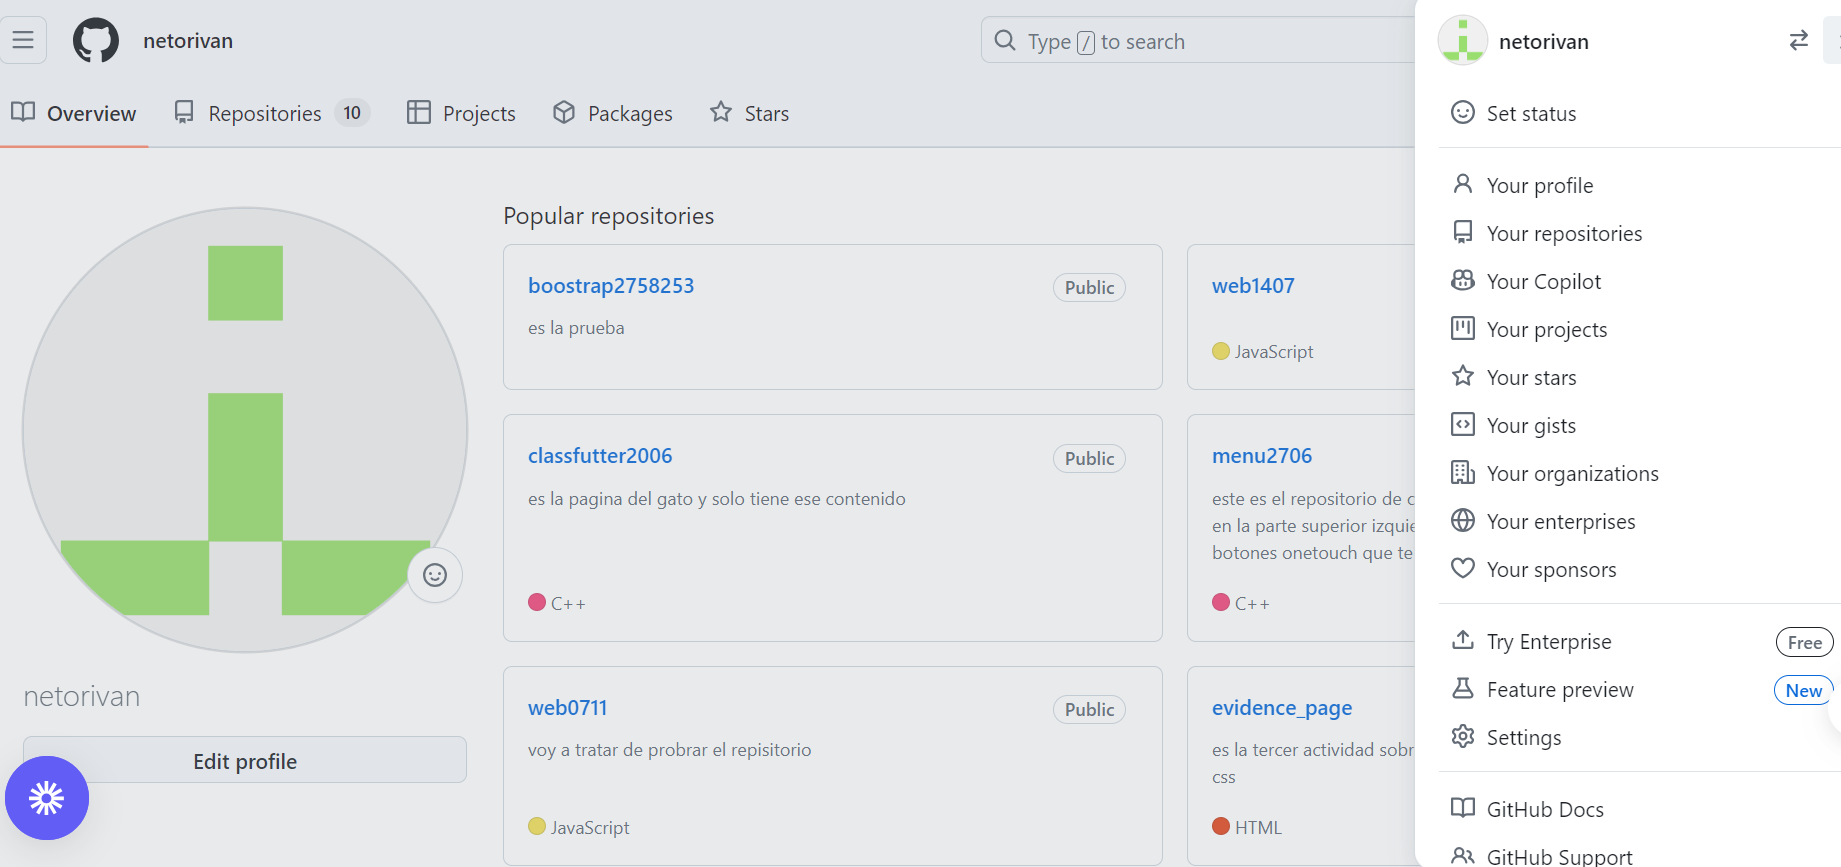 netorivan
Type / to search
Overview
Repositories 10
Projects
Packages
Stars
netorivan
Edit profile
Popular repositories
boostrap2758253
Public
es la prueba
web1407
JavaScript
classfutter2006
Public
es la pagina del gato y solo tiene ese contenido
C++
menu2706
este es el repositorio de c
en la parte superior izquie
botones onetouch que te
C++
web0711
Public
voy a tratar de probrar el repisitorio
JavaScript
evidence_page
es la tercer actividad sobr
css
HTML
netorivan
Set status
Your profile
Your repositories
Your Copilot
Your projects
Your stars
Your gists
Your organizations
Your enterprises
Your sponsors
Try Enterprise
Free
Feature preview
New
Settings
GitHub Docs
GitHub Support